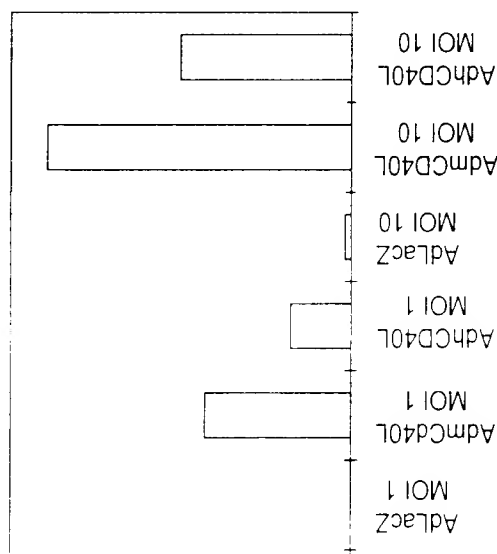 AdLacZ
MOI 1
AdmCd40L
MOI 1
AdhCD40L
MOI 1
AdLacZ
MOI 10
AdmCD40L
MOI 10
AdhCD40L
MOI 10